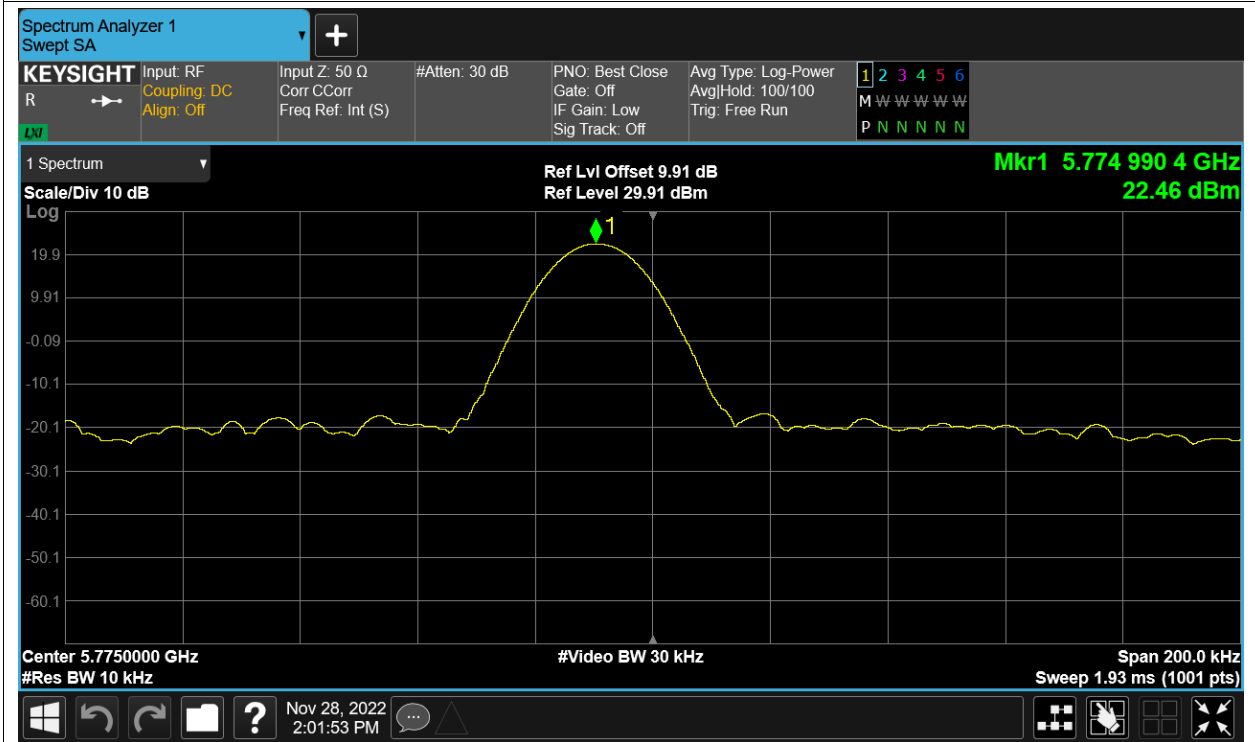 Spectrum Analyzer 1
Swept SA
+
KEYSIGHT
R
LXI
Input: RF
Coupling: DC
Align: Off
Input Z: 50 Ω
Corr CCorr
Freq Ref: Int (S)
#Atten: 30 dB
PNO: Best Close
Gate: Off
IF Gain: Low
Sig Track: Off
Avg Type: Log-Power
Avg|Hold: 100/100
Trig: Free Run
1 2 3 4 5 6
M W W W W W
P N N N N N
1 Spectrum
Scale/Div 10 dB
Ref Lvl Offset 9.91 dB
Ref Level 29.91 dBm
Mkr1 5.774 990 4 GHz
22.46 dBm
Log
1
19.9
9.91
-0.09
-10.1
-20.1
-30.1
-40.1
-50.1
-60.1
Center 5.7750000 GHz
#Video BW 30 kHz
Span 200.0 kHz
#Res BW 10 kHz
Sweep 1.93 ms (1001 pts)
?
Nov 28, 2022
2:01:53 PM